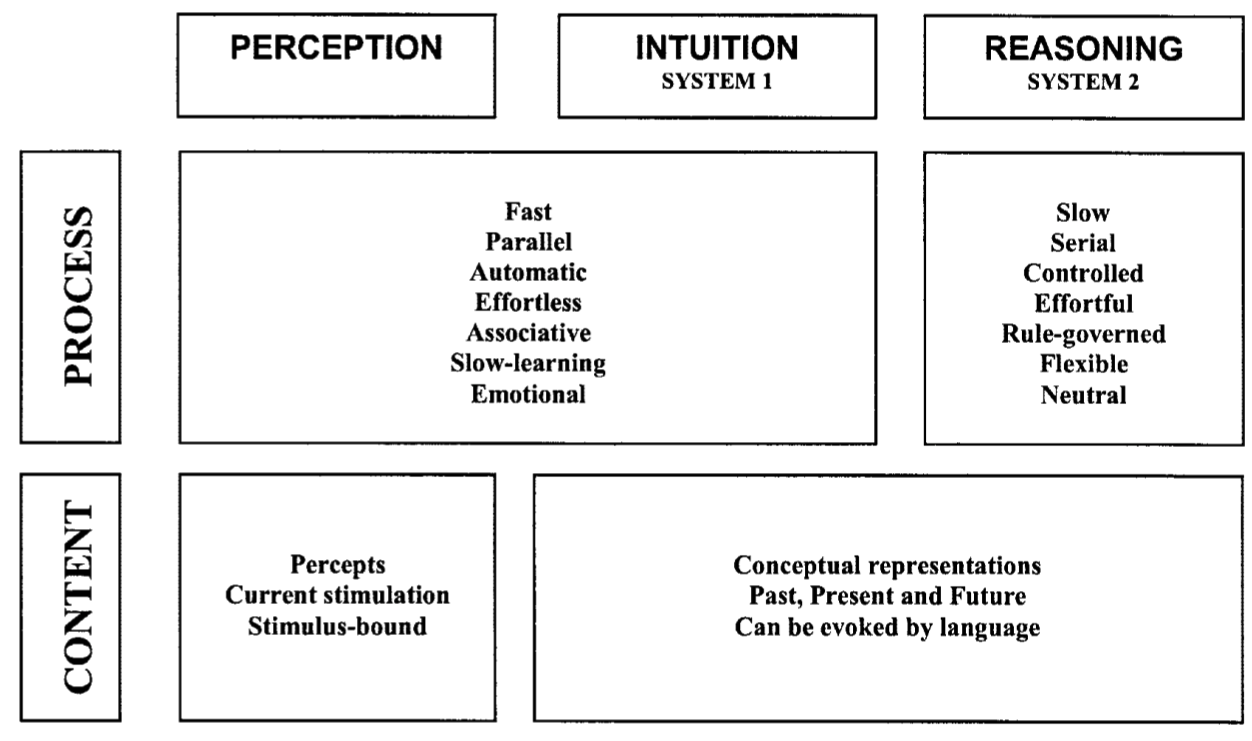 PERCEPTION
INTUITION
SYSTEM 1
REASONING
SYSTEM 2
PROCESS
Fast
Parallel
Automatic
Effortless
Associative
Slow-learning
Emotional
Slow
Serial
Controlled
Effortful
Rule-governed
Flexible
Neutral
CONTENT
Percepts
Current stimulation
Stimulus-bound
Conceptual representations
Past, Present and Future
Can be evoked by language